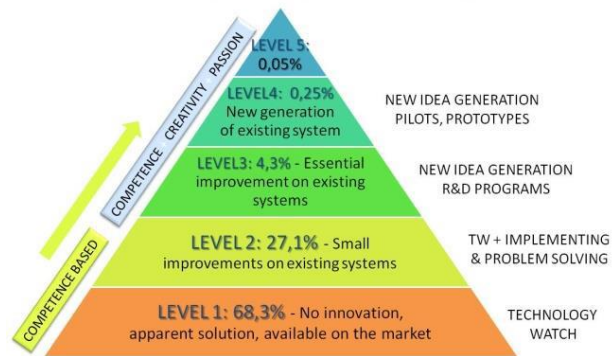 LEVEL 5:
0,05%
LEVEL4: 0,25%
New generation
of existing system
NEW IDEA GENERATION
PILOTS, PROTOTYPES
LEVEL3: 4,3% - Essential
improvement on existing
systems
NEW IDEA GENERATION
R&D PROGRAMS
LEVEL 2: 27,1% - Small
improvements on existing systems
TW + IMPLEMENTING
& PROBLEM SOLVING
LEVEL 1: 68,3% - No innovation,
apparent solution, available on the market
TECHNOLOGY
WATCH
COMPETENCE - CREATIVITY - PASSION
COMPETENCE BASED